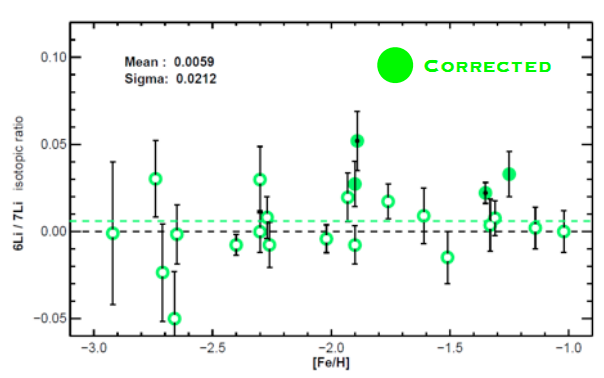 0.10
Mean : 0.0059
Sigma: 0.0212
CORRECTED
0.05
0.00
−0.05
6Li / 7Li isotopic ratio
−3.0 −2.5 −2.0 −1.5 −1.0
[Fe/H]